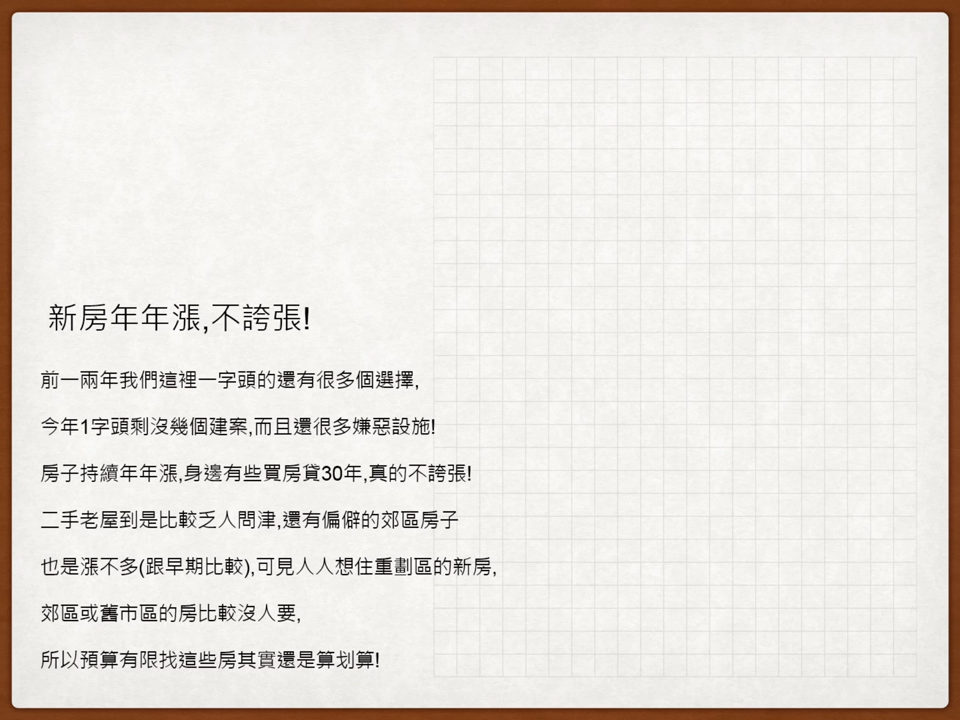 新房年年漲,不誇張!
前一兩年我們這裡一字頭的還有很多個選擇,
今年1字頭剩沒幾個建案,而且還很多嫌惡設施!
房子持續年年漲,身邊有些買房貸30年,真的不誇張!
二手老屋到是比較乏人問津,還有偏僻的郊區房子
也是漲不多(跟早期比較),可見人人想住重劃區的新房,
郊區或舊市區的房比較沒人要,
所以預算有限找這些房其實還是算划算!